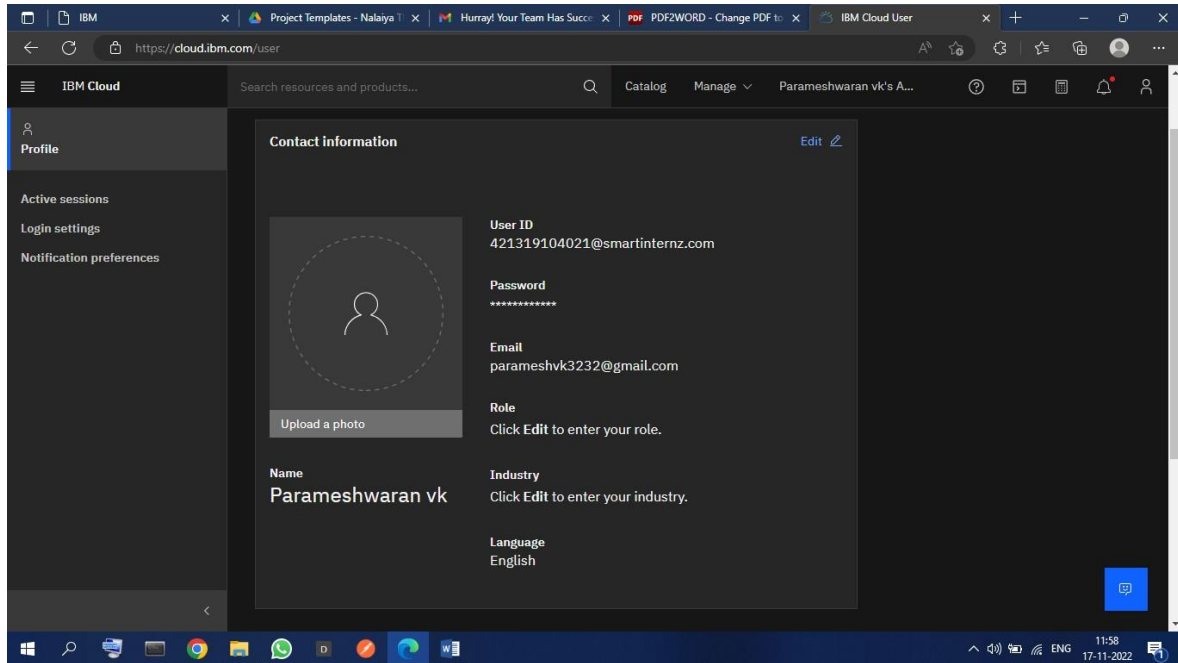 IBM
Project Templates - Nalaiya T
Hurray! Your Team Has Succe
PDF PDF2WORD - Change PDF to
IBM Cloud User
https://cloud.ibm.com/user
IBM Cloud
Search resources and products...
Catalog
Manage
Parameshwaran vk's A...
Profile
Active sessions
Login settings
Notification preferences
Contact information
Edit
Upload a photo
Name
Parameshwaran vk
User ID
421319104021@smartinternz.com
Password
************
Email
parameshvk3232@gmail.com
Role
Click Edit to enter your role.
Industry
Click Edit to enter your industry.
Language
English
D
W
ENG
11:58
17-11-2022
1